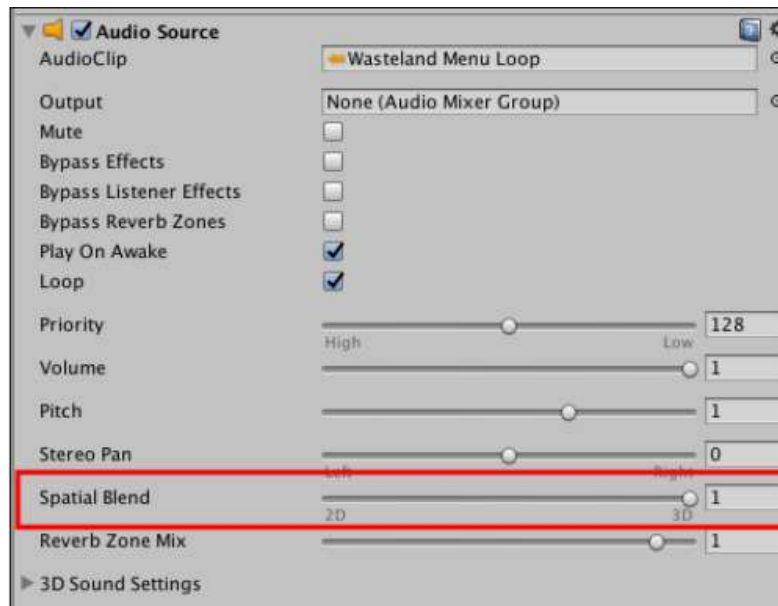 Audio Source
AudioClip Wasteland Menu Loop
Output None (Audio Mixer Group)
Mute
Bypass Effects
Bypass Listener Effects
Bypass Reverb Zones
Play On Awake
Loop
Priority 128
High Low
Volume 1
Pitch 1
Stereo Pan 0
Left Right
Spatial Blend 1
2D 3D
Reverb Zone Mix 1
3D Sound Settings